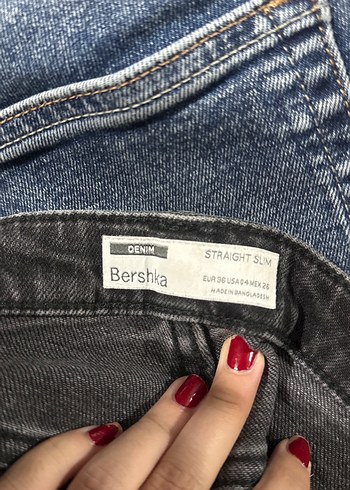 DENIM
Bershka
STRAIGHT SLIM
EUR 36 USA 4 MEX 26
MADE IN BANGLADESH